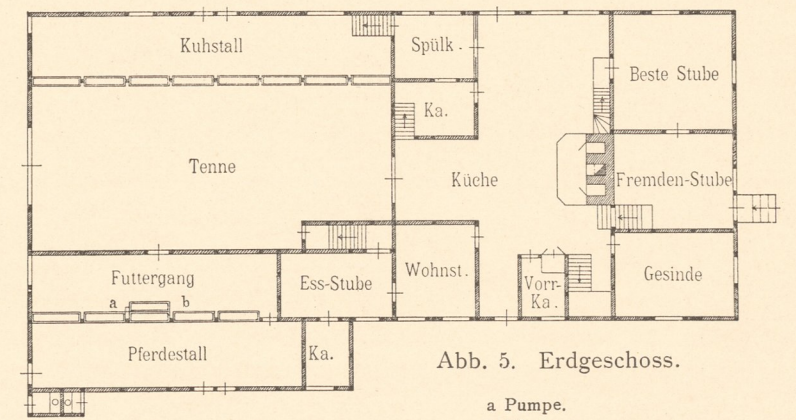 Kuhstall
Spülk.
Beste Stube
Ka.
Tenne
Küche
Fremden-Stube
Futtergang
a
b
Ess-Stube
Wohnst.
Vorr-
Ka.
Gesinde
Pferdestall
Ka.
Abb. 5. Erdgeschoss.
a Pumpe.